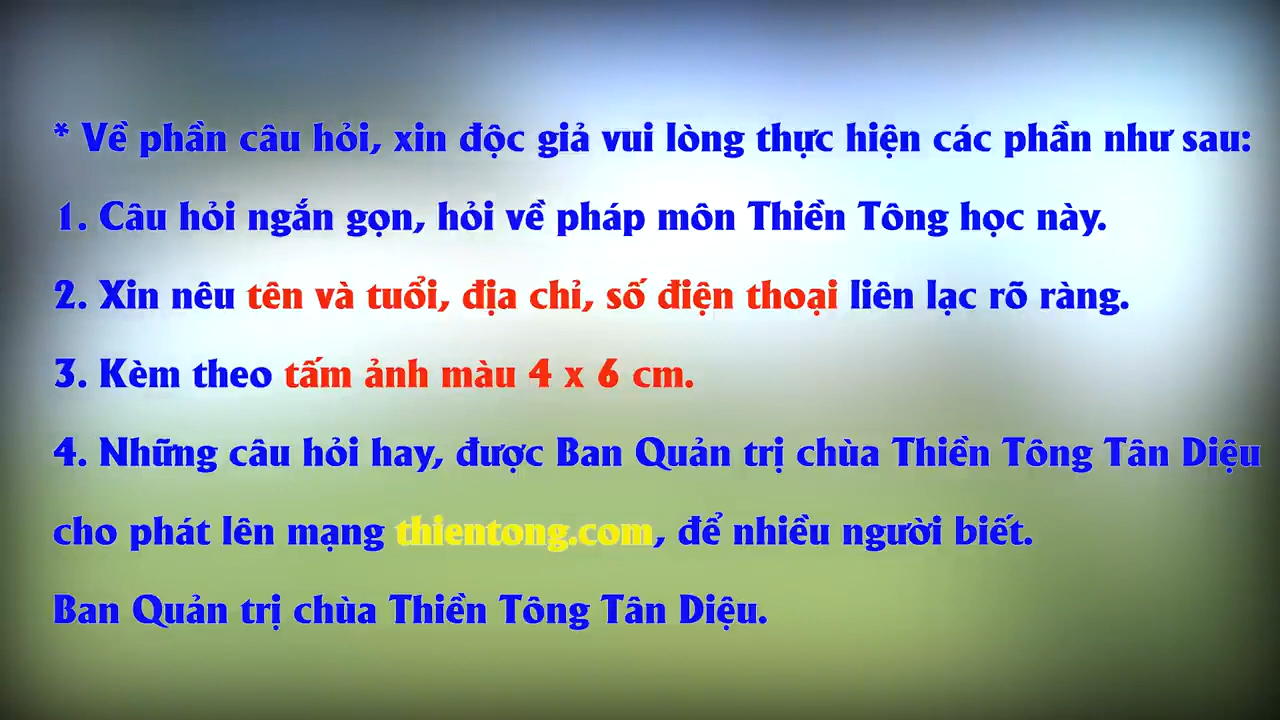 * Về phần câu hỏi, xin độc giả vui lòng thực hiện các phần như sau:
1. Câu hỏi ngắn gọn, hỏi về pháp môn Thiền Tông học này.
2. Xin nêu tên và tuổi, địa chỉ, số điện thoại liên lạc rõ ràng.
3. Kèm theo tấm ảnh màu 4 x 6 cm.
4. Những câu hỏi hay, được Ban Quản trị chùa Thiền Tông Tân Diệu
cho phát lên mạng thientong.com, để nhiều người biết.
Ban Quản trị chùa Thiền Tông Tân Diệu.